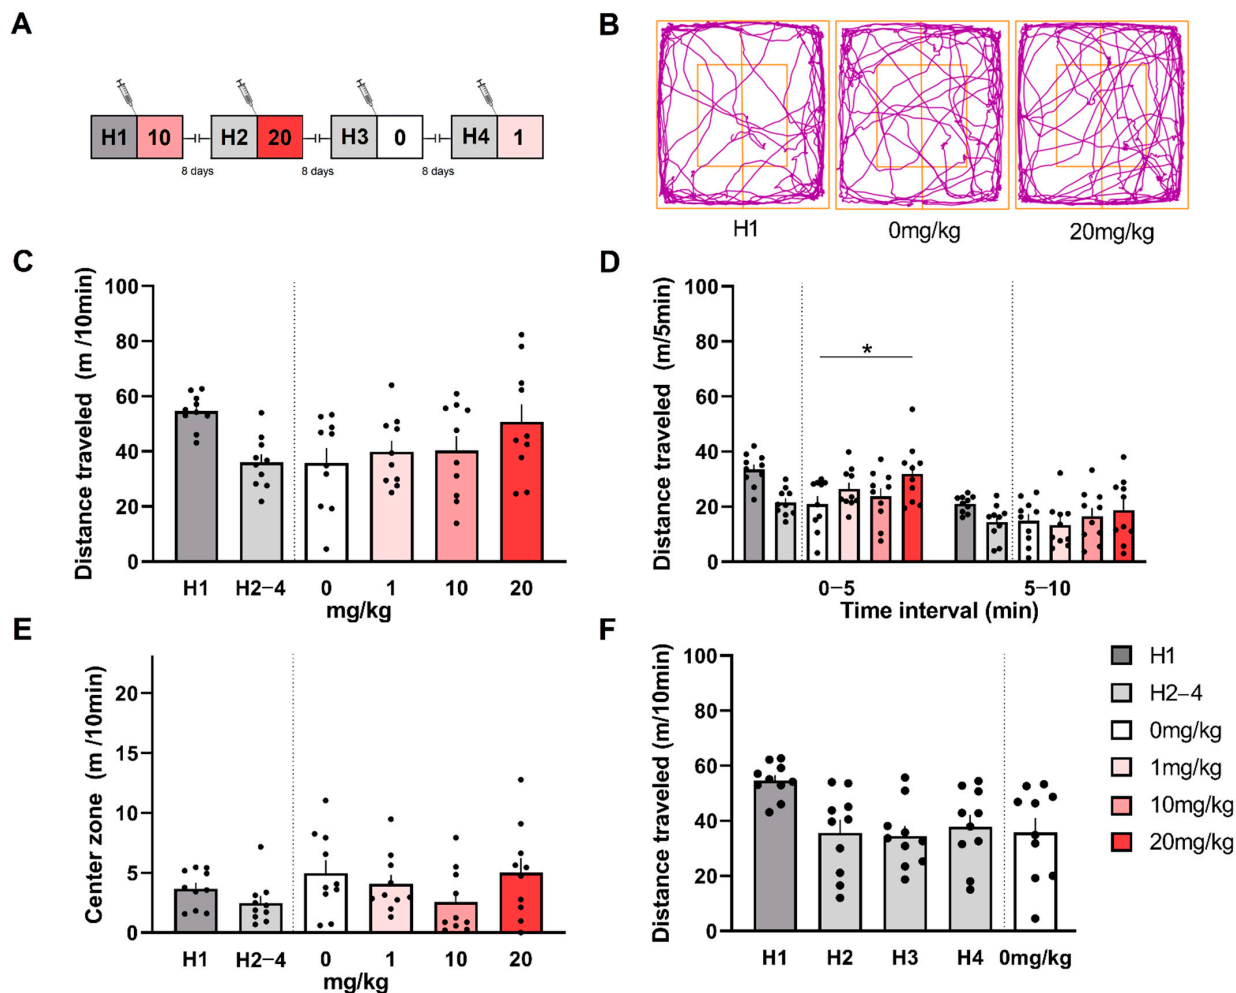 A
H1 10 H2 20 H3 0 H4 1
8 days 8 days 8 days
B
H1 0mg/kg 20mg/kg
C
Distance traveled (m /10min)
100
80
60
40
20
0
H1 H2–4 0 1 10 20
mg/kg
D
Distance traveled (m/5min)
100
80
60
40
20
0
*
0–5 5–10
Time interval (min)
E
Center zone (m /10min)
20
15
10
5
0
H1 H2–4 0 1 10 20
mg/kg
F
Distance traveled (m/10min)
100
80
60
40
20
0
H1 H2 H3 H4 0mg/kg
H1
H2–4
0mg/kg
1mg/kg
10mg/kg
20mg/kg